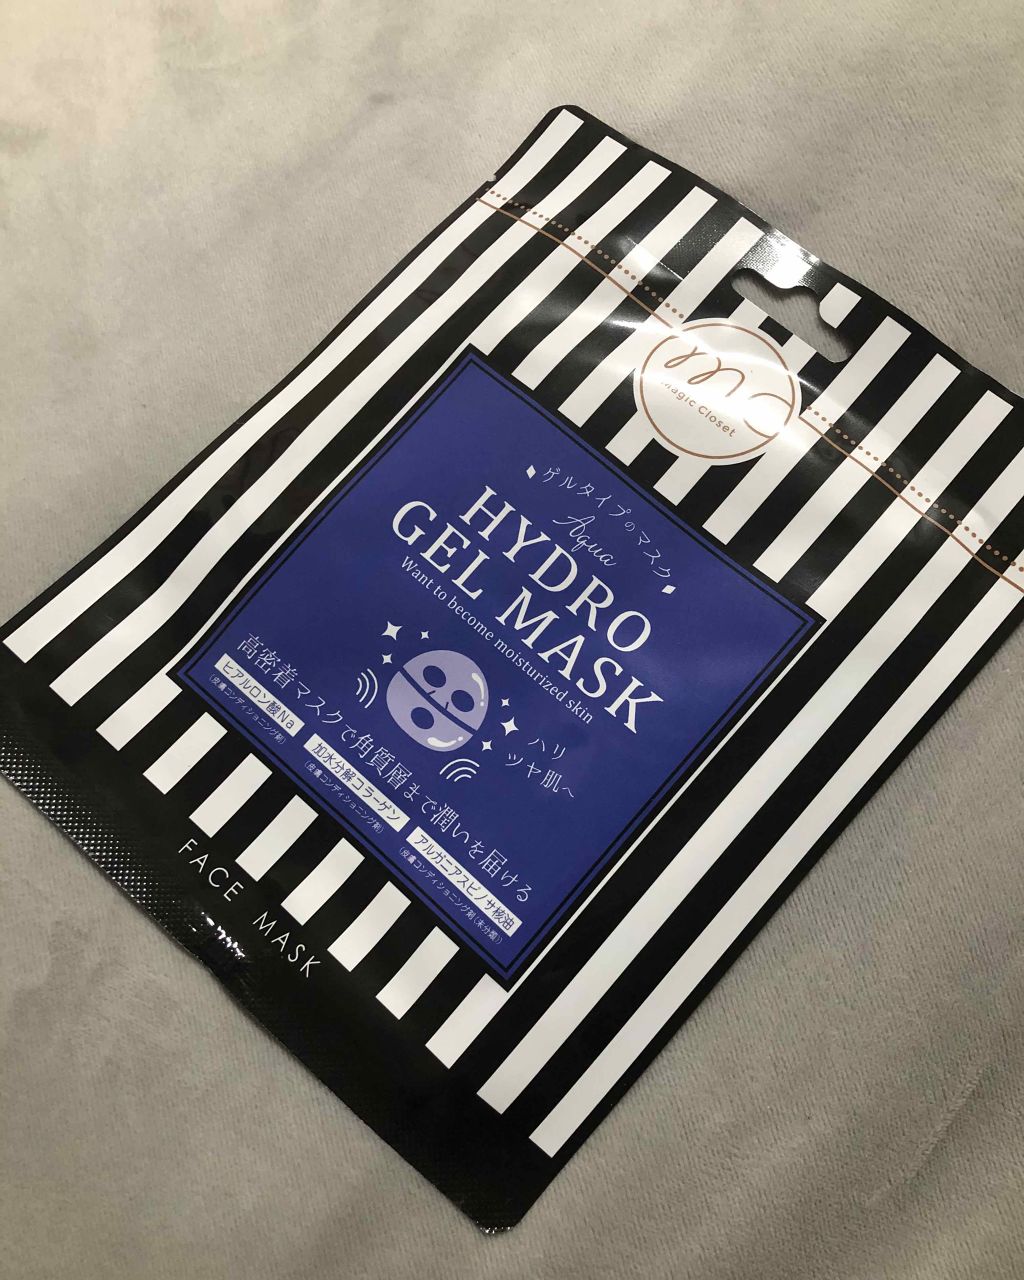 mc
Magic Closet
ゲルタイプのマスク
Aqua
HYDRO
GEL MASK
Want to become moisturized skin
ハリ
ツヤ肌へ
高密着マスクで角質層まで潤いを届ける
ヒアルロン酸Na
(皮膚コンディショニング剤)
加水分解コラーゲン
(皮膚コンディショニング剤)
アルガニアスピノサ核油
(皮膚コンディショニング剤(未分類))
FACE MASK